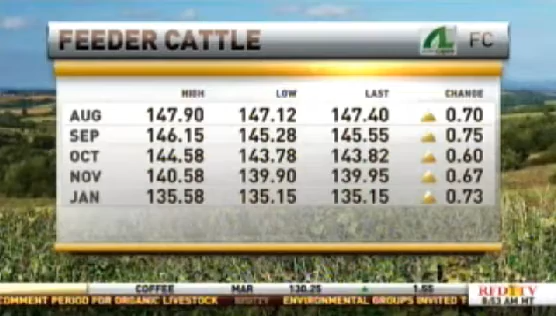 FEEDER CATTLE FC
HIGH LOW LAST CHANGE
AUG 147.90 147.12 147.40 0.70
SEP 146.15 145.28 145.55 0.75
OCT 144.58 143.78 143.82 0.60
NOV 140.58 139.90 139.95 0.67
JAN 135.58 135.15 135.15 0.73
COFFEE MAR 130.25 1.55
COMMENT PERIOD FOR ORGANIC LIVESTOCK RFDTV ENVIRONMENTAL GROUPS INVITED T
RFDTV
8:53 AM MT